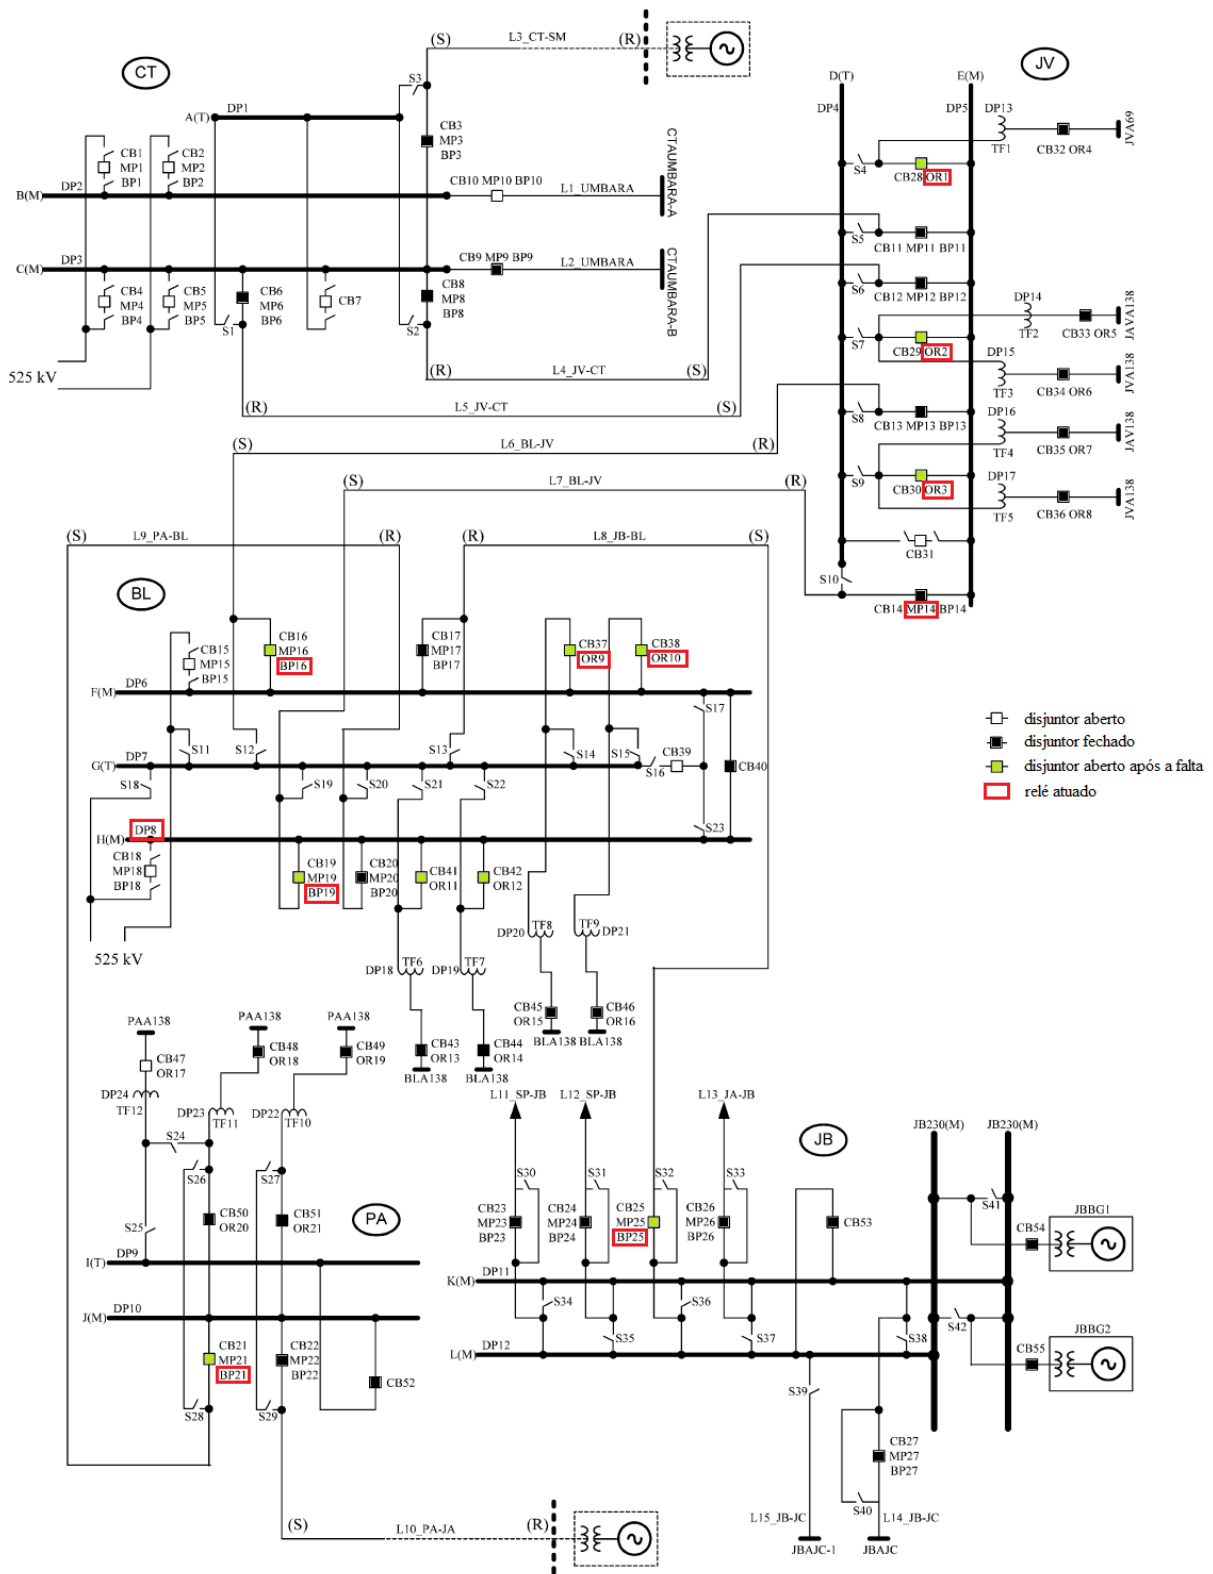 CT
(S)
L3_CT-SM
(R)
S3
JV
D(T)
E(M)
DP4
DP5
DP13
TF1
CB32 OR4
JVA69
S4
CB28 OR1
A(T)
DP1
CB3
MP3
BP3
CB1
MP1
BP1
CB2
MP2
BP2
B(M)
DP2
CB10 MP10 BP10
L1_UMBARA
CTAUMBARA-A
S5
CB11 MP11 BP11
C(M)
DP3
CB9 MP9 BP9
L2_UMBARA
CTAUMBARA-B
CB4
MP4
BP4
CB5
MP5
BP5
CB6
MP6
BP6
CB7
CB8
MP8
BP8
S1
S2
S6
CB12 MP12 BP12
DP14
TF2
CB33 OR5
JAVA138
S7
CB29 OR2
DP15
TF3
CB34 OR6
JVA138
525 kV
(R)
L4_JV-CT
(S)
(R)
L5_JV-CT
(S)
S8
CB13 MP13 BP13
DP16
TF4
CB35 OR7
JAV138
(S)
L6_BL-JV
(R)
S9
CB30 OR3
DP17
TF5
CB36 OR8
JVA138
(S)
L7_BL-JV
(R)
CB31
S10
CB14 MP14 BP14
(S)
L9_PA-BL
(R)
(R)
L8_JB-BL
(S)
BL
CB15
MP15
BP15
CB16
MP16
BP16
CB17
MP17
BP17
CB37
OR9
CB38
OR10
F(M)
DP6
S17
disjuntor aberto
disjuntor fechado
disjuntor aberto após a falta
relé atuado
G(T)
DP7
S11
S12
S13
S14
S15
S16
CB39
CB40
S18
S19
S20
S21
S22
S23
H(M)
DP8
CB18
MP18
BP18
CB19
MP19
BP19
CB20
MP20
BP20
CB41
OR11
CB42
OR12
525 kV
DP20
TF8
TF9
DP21
DP18
TF6
DP19
TF7
CB45
OR15
CB46
OR16
BLA138
BLA138
CB43
OR13
CB44
OR14
BLA138
BLA138
PAA138
PAA138
PAA138
CB47
OR17
CB48
OR18
CB49
OR19
DP24
TF12
DP23
TF11
DP22
TF10
S24
S25
S26
S27
CB50
OR20
CB51
OR21
PA
I(T)
DP9
J(M)
DP10
CB21
MP21
BP21
CB22
MP22
BP22
CB52
S28
S29
(S)
L10_PA-JA
(R)
L11_SP-JB
L12_SP-JB
L13_JA-JB
JB
JB230(M)
JB230(M)
S30
S31
S32
S33
CB23
MP23
BP23
CB24
MP24
BP24
CB25
MP25
BP25
CB26
MP26
BP26
CB53
S41
CB54
JBBG1
K(M)
DP11
S34
S35
S36
S37
S38
S42
CB55
JBBG2
L(M)
DP12
S39
CB27
MP27
BP27
S40
L15_JB-JC
L14_JB-JC
JBAJC-1
JBAJC